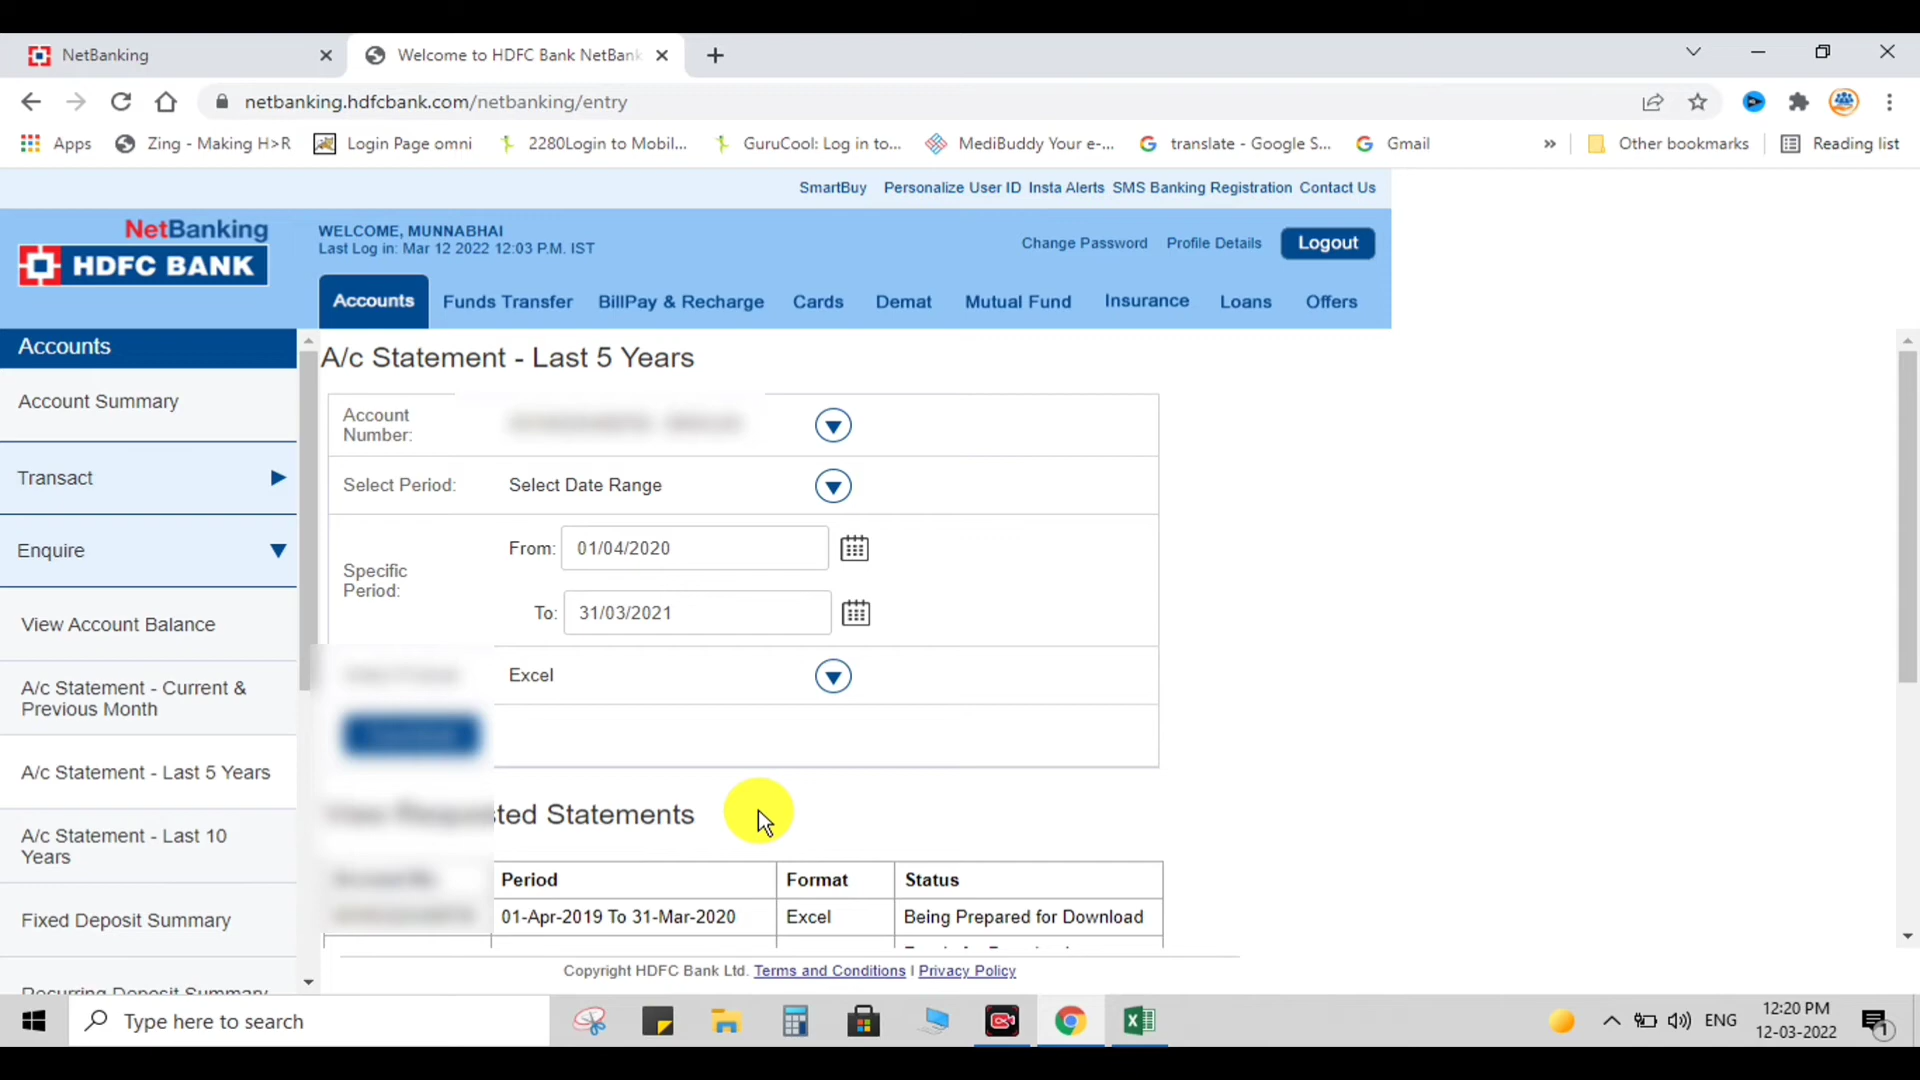 NetBanking
Welcome to HDFC Bank NetBank
netbanking.hdfcbank.com/netbanking/entry
Apps
Zing - Making H>R
Login Page omni
2280Login to Mobil...
GuruCool: Log in to...
MediBuddy Your e-...
translate - Google S...
Gmail
»
Other bookmarks
Reading list
SmartBuy Personalize User ID Insta Alerts SMS Banking Registration Contact Us
NetBanking
HDFC BANK
WELCOME, MUNNABHAI
Last Log in: Mar 12 2022 12:03 P.M. IST
Change Password Profile Details Logout
Accounts Funds Transfer BillPay & Recharge Cards Demat Mutual Fund Insurance Loans Offers
Accounts
Account Summary
Transact
Enquire
View Account Balance
A/c Statement - Current &
Previous Month
A/c Statement - Last 5 Years
A/c Statement - Last 10
Years
Fixed Deposit Summary
Recurring Deposit Summary
A/c Statement - Last 5 Years
Account
Number:
Select Period: Select Date Range
Specific
Period:
From: 01/04/2020
To: 31/03/2021
Excel
ted Statements
Period Format Status
01-Apr-2019 To 31-Mar-2020 Excel Being Prepared for Download
Copyright HDFC Bank Ltd. Terms and Conditions I Privacy Policy
Type here to search
ENG
12:20 PM
12-03-2022
1